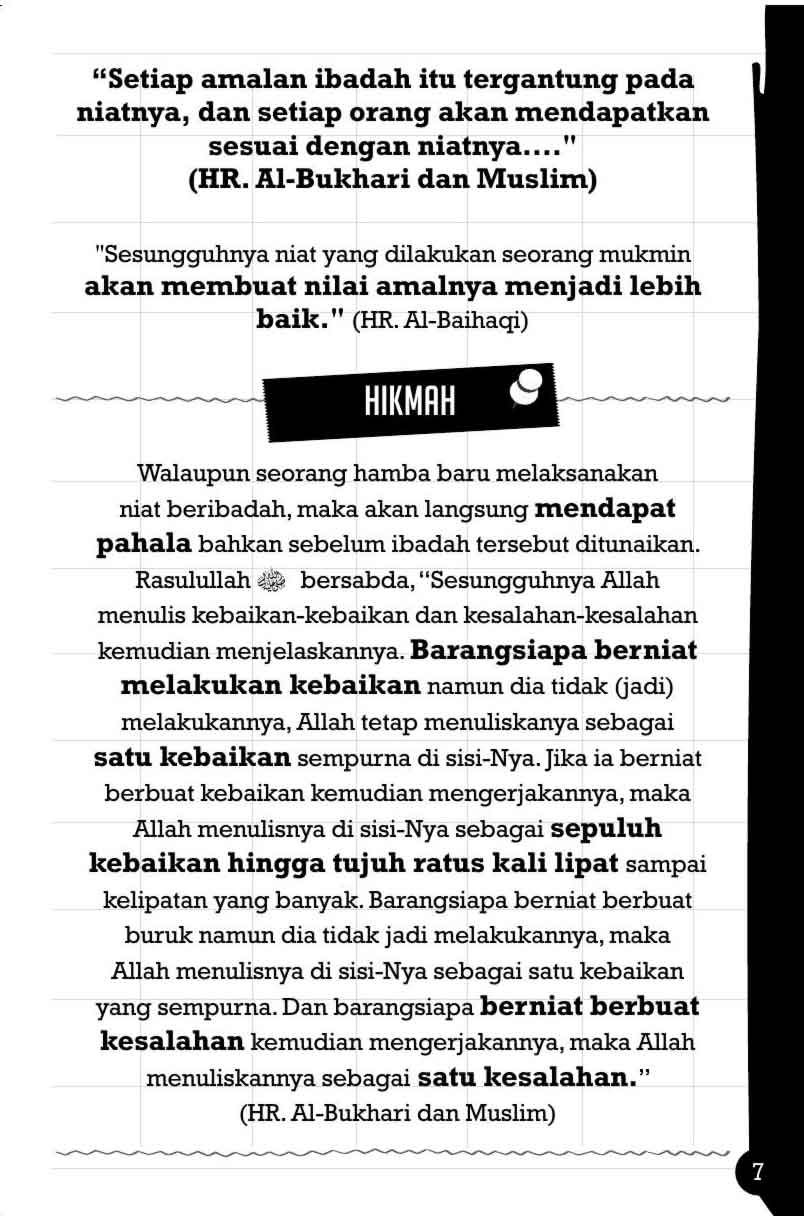 “Setiap amalan ibadah itu tergantung pada
niatnya, dan setiap orang akan mendapatkan
sesuai dengan niatnya...."
(HR. Al-Bukhari dan Muslim)
"Sesungguhnya niat yang dilakukan seorang mukmin
akan membuat nilai amalnya menjadi lebih
baik." (HR. Al-Baihaqi)
HIKMAH
Walaupun seorang hamba baru melaksanakan
niat beribadah, maka akan langsung mendapat
pahala bahkan sebelum ibadah tersebut ditunaikan.
Rasulullah ﷺ bersabda, “Sesungguhnya Allah
menulis kebaikan-kebaikan dan kesalahan-kesalahan
kemudian menjelaskannya. Barangsiapa berniat
melakukan kebaikan namun dia tidak (jadi)
melakukannya, Allah tetap menuliskanya sebagai
satu kebaikan sempurna di sisi-Nya. Jika ia berniat
berbuat kebaikan kemudian mengerjakannya, maka
Allah menulisnya di sisi-Nya sebagai sepuluh
kebaikan hingga tujuh ratus kali lipat sampai
kelipatan yang banyak. Barangsiapa berniat berbuat
buruk namun dia tidak jadi melakukannya, maka
Allah menulisnya di sisi-Nya sebagai satu kebaikan
yang sempurna. Dan barangsiapa berniat berbuat
kesalahan kemudian mengerjakannya, maka Allah
menuliskannya sebagai satu kesalahan.”
(HR. Al-Bukhari dan Muslim)
7